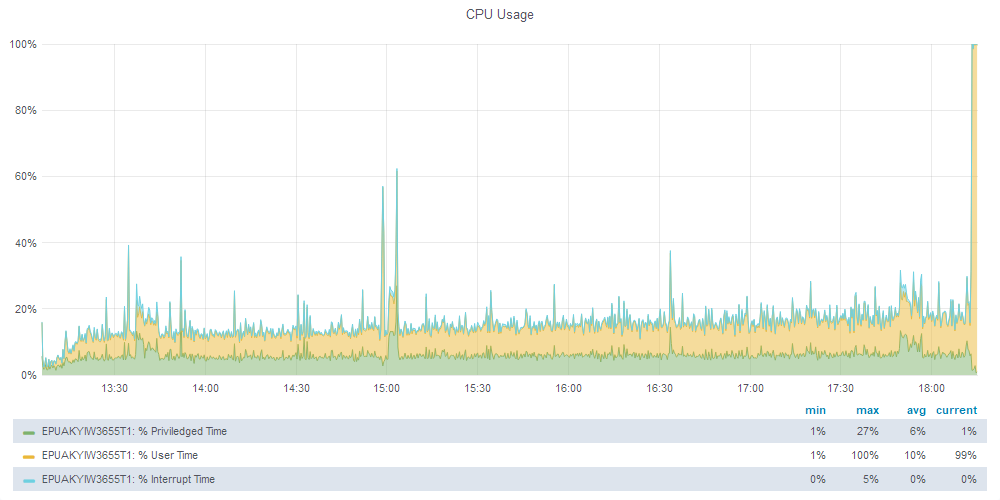 CPU Usage
100%
80%
60%
40%
20%
0%
13:30 14:00 14:30 15:00 15:30 16:00 16:30 17:00 17:30 18:00
min max avg current
EPUAKYIW3655T1: % Priviledged Time 1% 27% 6% 1%
EPUAKYIW3655T1: % User Time 1% 100% 10% 99%
EPUAKYIW3655T1: % Interrupt Time 0% 5% 0% 0%